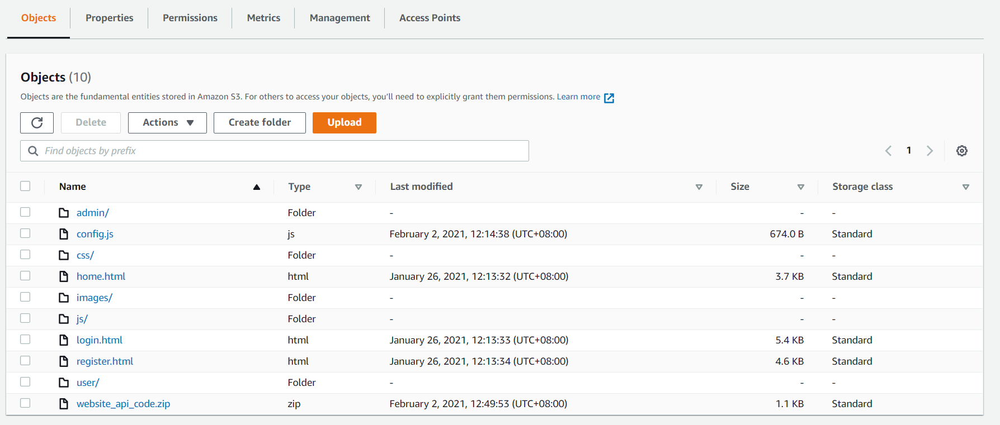 Objects Properties Permissions Metrics Management Access Points
Objects (10)
Objects are the fundamental entities stored in Amazon S3. For others to access your objects, you’ll need to explicitly grant them permissions. Learn more
Delete Actions Create folder Upload
Find objects by prefix 1
Name Type Last modified Size Storage class
admin/ Folder - - -
config.js js February 2, 2021, 12:14:38 (UTC+08:00) 674.0 B Standard
css/ Folder - - -
home.html html January 26, 2021, 12:13:32 (UTC+08:00) 3.7 KB Standard
images/ Folder - - -
js/ Folder - - -
login.html html January 26, 2021, 12:13:33 (UTC+08:00) 5.4 KB Standard
register.html html January 26, 2021, 12:13:34 (UTC+08:00) 4.6 KB Standard
user/ Folder - - -
website_api_code.zip zip February 2, 2021, 12:49:53 (UTC+08:00) 1.1 KB Standard